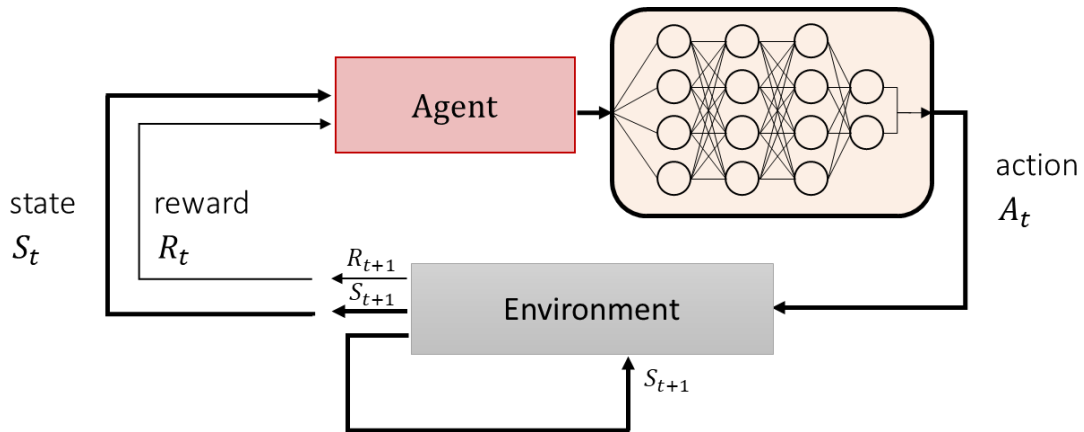 Agent
state
S_t
reward
R_t
action
A_t
R_{t+1}
S_{t+1}
Environment
S_{t+1}